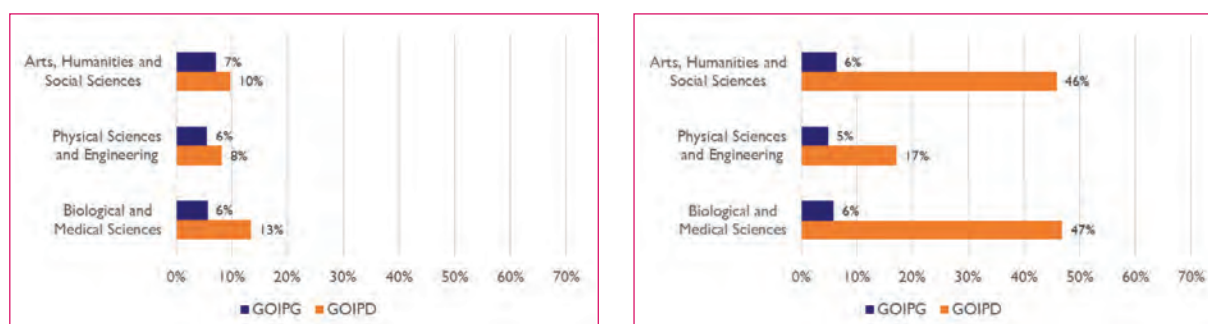 Arts, Humanities and
Social Sciences
7%
10%
Physical Sciences
and Engineering
6%
8%
Biological and
Medical Sciences
6%
13%
0% 10% 20% 30% 40% 50% 60% 70%
GOIPG GOIPD
Arts, Humanities and
Social Sciences
6%
46%
Physical Sciences
and Engineering
5%
17%
Biological and
Medical Sciences
6%
47%
0% 10% 20% 30% 40% 50% 60% 70%
GOIPG GOIPD